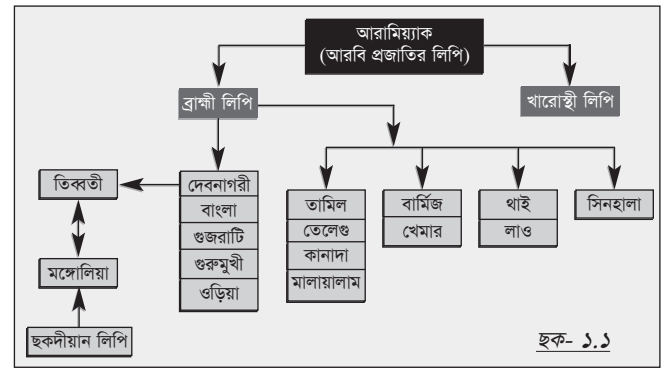 আরামিয়্যাক
(আরবি প্রজাতির লিপি)
ব্রাহ্মী লিপি
খারোস্থী লিপি
তিব্বতী
দেবনাগরী
বাংলা
গুজরাটি
গুরুমুখী
ওড়িয়া
তামিল
তেলেগু
কানাদা
মালায়ালাম
বার্মিজ
খেমার
থাই
লাও
সিনহালা
মঙ্গোলিয়া
ছকদীয়ান লিপি
ছক- ১.১